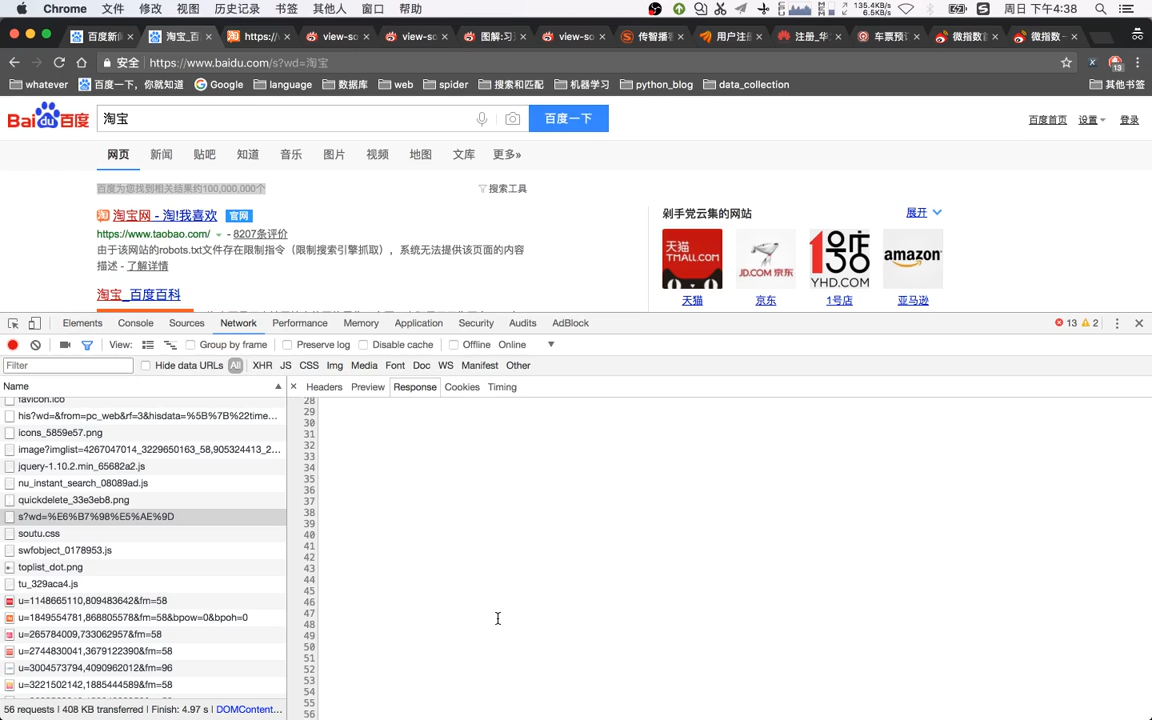 Chrome 文件 修改 视图 历史记录 书签 其他人 窗口 帮助 135.4KB/s 6.5KB/s 周日 下午4:38
百度新闻 淘宝_百 https:// view-so view-so 图解:习 view-so 传智播 用户注 注册_华 车票预 微指数 微指数
安全 https://www.baidu.com/s?wd=淘宝 13
whatever 百度一下，你就知道 Google language 数据库 web spider 搜索和匹配 机器学习 python_blog data_collection 其他书签
Bai du 百度 淘宝 百度一下 百度首页 设置 登录
网页 新闻 贴吧 知道 音乐 图片 视频 地图 文库 更多»
百度为您找到相关结果约100,000,000个 搜索工具
淘宝网 - 淘!我喜欢 官网
https://www.taobao.com/ - 8207条评价
由于该网站的robots.txt文件存在限制指令（限制搜索引擎抓取），系统无法提供该页面的内容
描述 - 了解详情
淘宝_百度百科
剁手党云集的网站 展开
天猫 TMALL.COM JD.COM 京东 1号店 YHD.COM amazon
天猫 京东 1号店 亚马逊
Elements Console Sources Network Performance Memory Application Security Audits AdBlock 13 2
View: Group by frame Preserve log Disable cache Offline Online
Filter Hide data URLs All XHR JS CSS Img Media Font Doc WS Manifest Other
Name Headers Preview Response Cookies Timing
favicon.ico
his?wd=&from=pc_web&rf=3&hisdata=%5B%7B%22time...
icons_5859e57.png
image?imglist=4267047014_3229650163_58,905324413_2...
jquery-1.10.2.min_65682a2.js
nu_instant_search_08089ad.js
quickdelete_33e3eb8.png
s?wd=%E6%B7%98%E5%AE%9D
soutu.css
swfobject_0178953.js
toplist_dot.png
tu_329aca4.js
u=1148665110,809483642&fm=58
u=1849554781,868805578&fm=58&bpow=0&bpoh=0
u=265784009,733062957&fm=58
u=2744830041,3679122390&fm=58
u=3004573794,4090962012&fm=96
u=3221502142,1885444589&fm=58
56 requests | 408 KB transferred | Finish: 4.97 s | DOMContent...
28
29
30
31
32
33
34
35
36
37
38
39
40
41
42
43
44
45
46
47
48
49
50
51
52
53
54
55
56